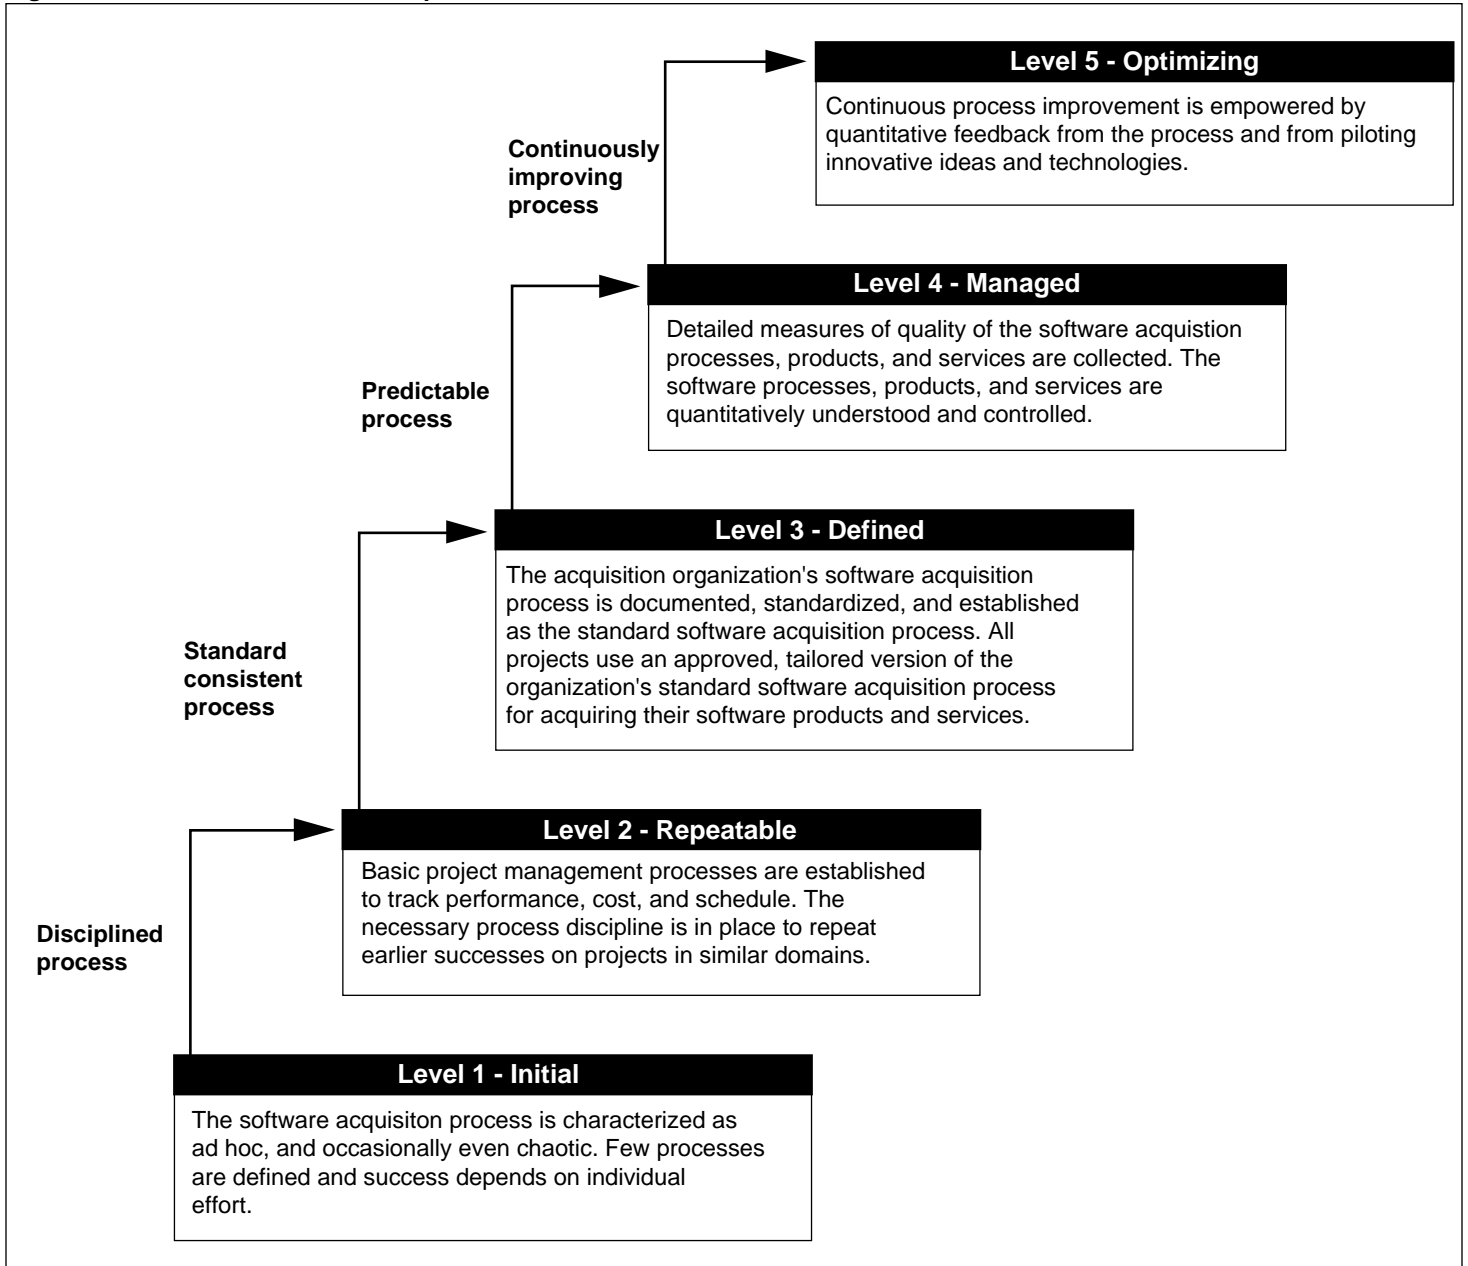 Level 5 - Optimizing
Continuous process improvement is empowered by
quantitative feedback from the process and from piloting
innovative ideas and technologies.
Continuously
improving
process
Level 4 - Managed
Detailed measures of quality of the software acquistion
processes, products, and services are collected. The
software processes, products, and services are
quantitatively understood and controlled.
Predictable
process
Level 3 - Defined
The acquisition organization's software acquisition
process is documented, standardized, and established
as the standard software acquisition process. All
projects use an approved, tailored version of the
organization's standard software acquisition process
for acquiring their software products and services.
Standard
consistent
process
Level 2 - Repeatable
Basic project management processes are established
to track performance, cost, and schedule. The
necessary process discipline is in place to repeat
earlier successes on projects in similar domains.
Disciplined
process
Level 1 - Initial
The software acquisiton process is characterized as
ad hoc, and occasionally even chaotic. Few processes
are defined and success depends on individual
effort.